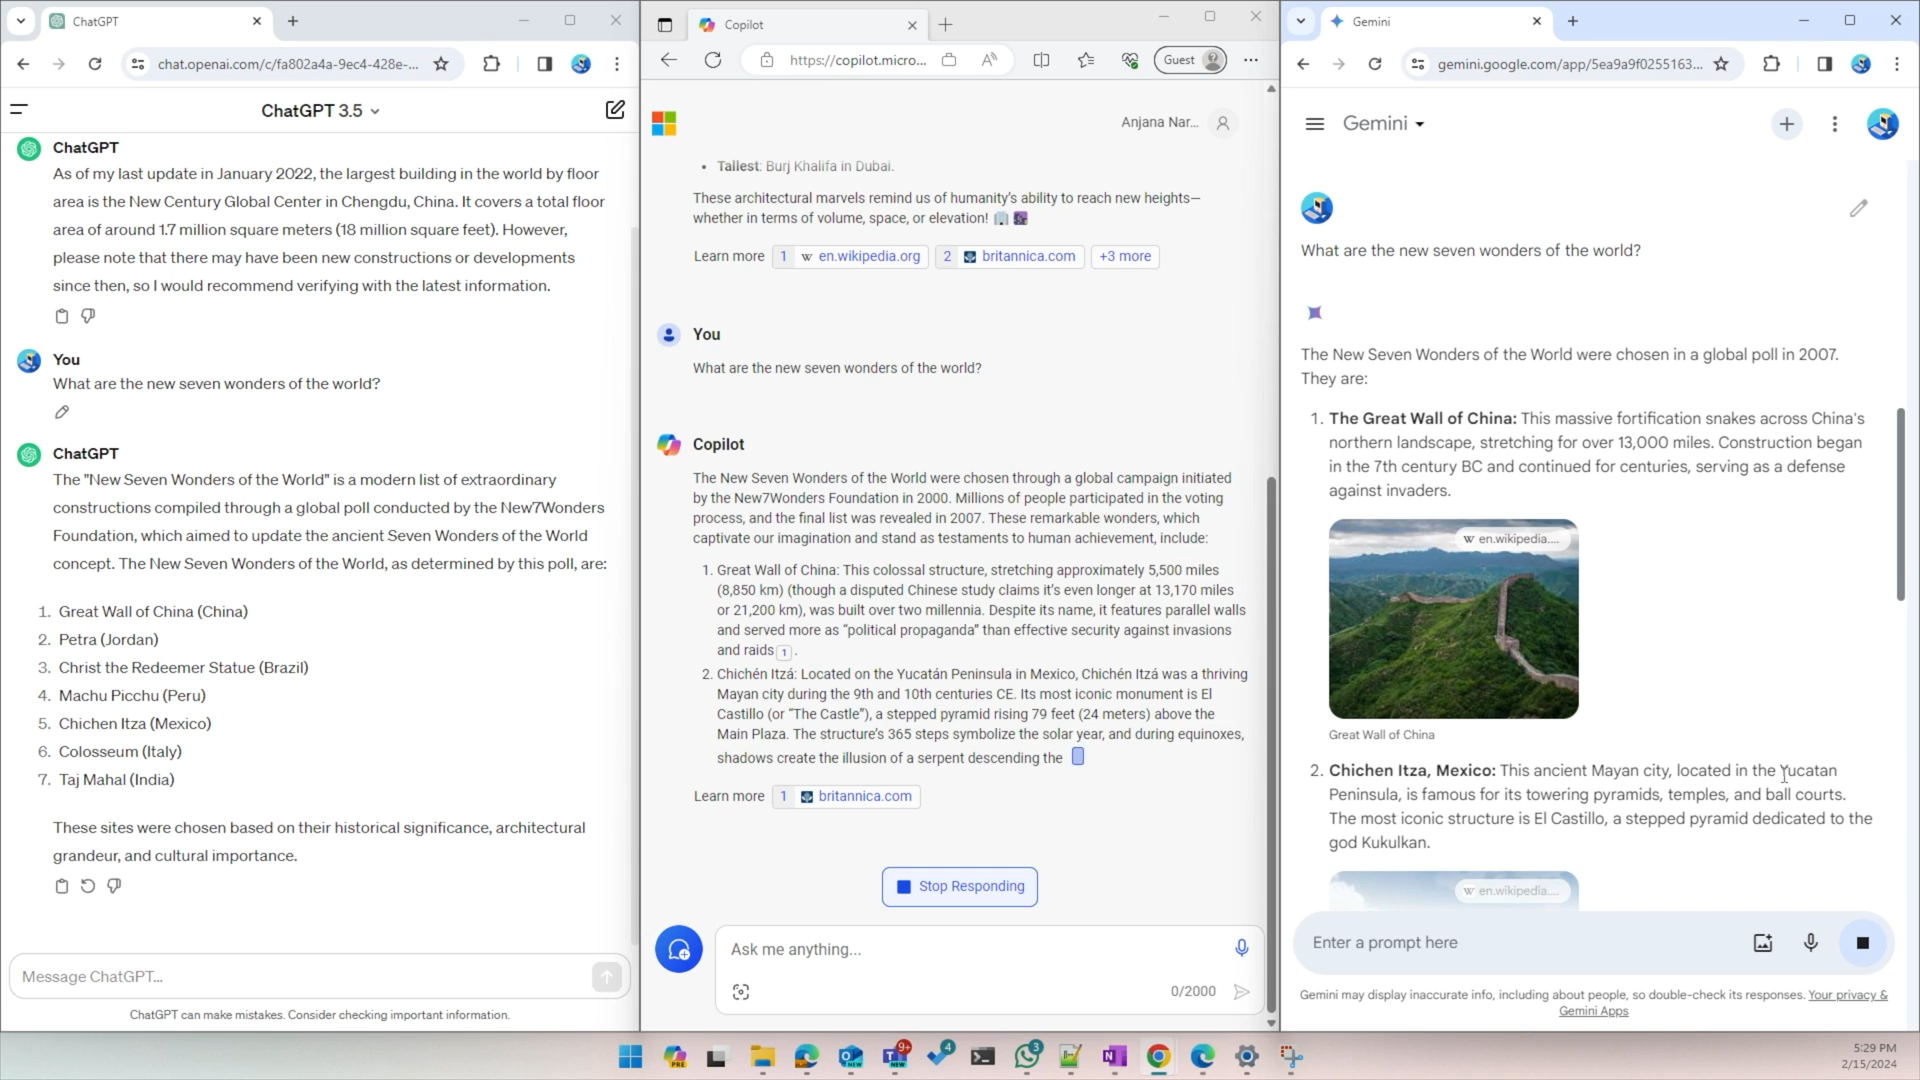 ChatGPT
chat.openai.com/c/fa802a4a-9ec4-428e-...
ChatGPT 3.5
ChatGPT
As of my last update in January 2022, the largest building in the world by floor
area is the New Century Global Center in Chengdu, China. It covers a total floor
area of around 1.7 million square meters (18 million square feet). However,
please note that there may have been new constructions or developments
since then, so I would recommend verifying with the latest information.
You
What are the new seven wonders of the world?
ChatGPT
The "New Seven Wonders of the World" is a modern list of extraordinary
constructions compiled through a global poll conducted by the New7Wonders
Foundation, which aimed to update the ancient Seven Wonders of the World
concept. The New Seven Wonders of the World, as determined by this poll, are:
1. Great Wall of China (China)
2. Petra (Jordan)
3. Christ the Redeemer Statue (Brazil)
4. Machu Picchu (Peru)
5. Chichen Itza (Mexico)
6. Colosseum (Italy)
7. Taj Mahal (India)
These sites were chosen based on their historical significance, architectural
grandeur, and cultural importance.
Message ChatGPT...
ChatGPT can make mistakes. Consider checking important information.
Copilot
https://copilot.micro...
Guest
Anjana Nar...
• Tallest: Burj Khalifa in Dubai.
These architectural marvels remind us of humanity's ability to reach new heights—
whether in terms of volume, space, or elevation! 🏢🌆
Learn more 1 W en.wikipedia.org 2 britannica.com +3 more
You
What are the new seven wonders of the world?
Copilot
The New Seven Wonders of the World were chosen through a global campaign initiated
by the New7Wonders Foundation in 2000. Millions of people participated in the voting
process, and the final list was revealed in 2007. These remarkable wonders, which
captivate our imagination and stand as testaments to human achievement, include:
1. Great Wall of China: This colossal structure, stretching approximately 5,500 miles
(8,850 km) (though a disputed Chinese study claims it's even longer at 13,170 miles
or 21,200 km), was built over two millennia. Despite its name, it features parallel walls
and served more as “political propaganda” than effective security against invasions
and raids 1 .
2. Chichén Itzá: Located on the Yucatán Peninsula in Mexico, Chichén Itzá was a thriving
Mayan city during the 9th and 10th centuries CE. Its most iconic monument is El
Castillo (or “The Castle”), a stepped pyramid rising 79 feet (24 meters) above the
Main Plaza. The structure's 365 steps symbolize the solar year, and during equinoxes,
shadows create the illusion of a serpent descending the
Learn more 1 britannica.com
Stop Responding
Ask me anything...
0/2000
Gemini
gemini.google.com/app/5ea9a9f0255163...
Gemini
What are the new seven wonders of the world?
The New Seven Wonders of the World were chosen in a global poll in 2007.
They are:
1. The Great Wall of China: This massive fortification snakes across China's
northern landscape, stretching for over 13,000 miles. Construction began
in the 7th century BC and continued for centuries, serving as a defense
against invaders.
W en.wikipedia....
Great Wall of China
2. Chichen Itza, Mexico: This ancient Mayan city, located in the Yucatan
Peninsula, is famous for its towering pyramids, temples, and ball courts.
The most iconic structure is El Castillo, a stepped pyramid dedicated to the
god Kukulkan.
W en.wikipedia....
Enter a prompt here
Gemini may display inaccurate info, including about people, so double-check its responses. Your privacy &
Gemini Apps
PRE
NEW
9+
NEW
4
3
5:29 PM
2/15/2024